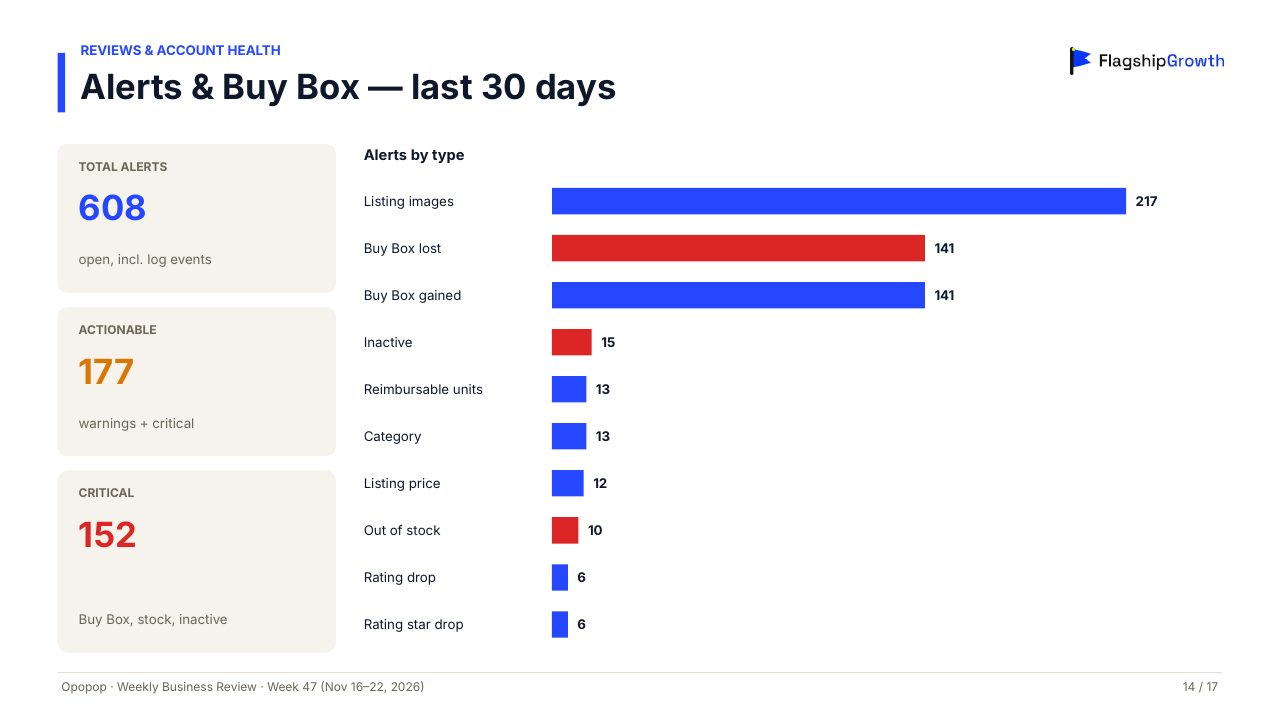 REVIEWS & ACCOUNT HEALTH
Alerts & Buy Box — last 30 days
FlagshipGrowth
TOTAL ALERTS
608
open, incl. log events
ACTIONABLE
177
warnings + critical
CRITICAL
152
Buy Box, stock, inactive
Alerts by type
Listing images 217
Buy Box lost 141
Buy Box gained 141
Inactive 15
Reimbursable units 13
Category 13
Listing price 12
Out of stock 10
Rating drop 6
Rating star drop 6
Opopop · Weekly Business Review · Week 47 (Nov 16–22, 2026)
14 / 17